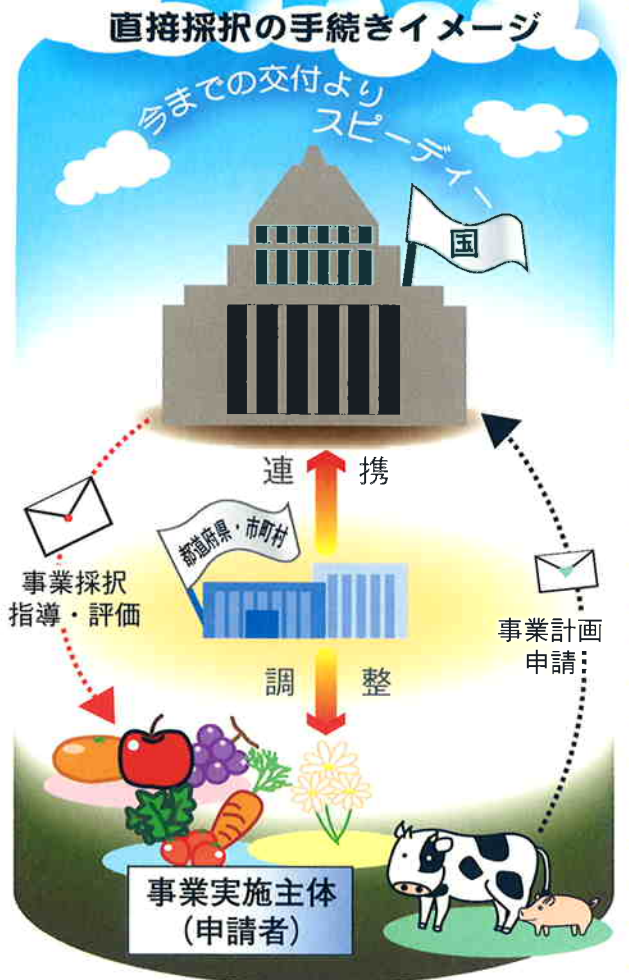 直接採択の手続きイメージ
今までの交付より
スピーディー
国
連携
都道府県・市町村
事業採択
指導・評価
事業計画
申請
調整
事業実施主体
（申請者）